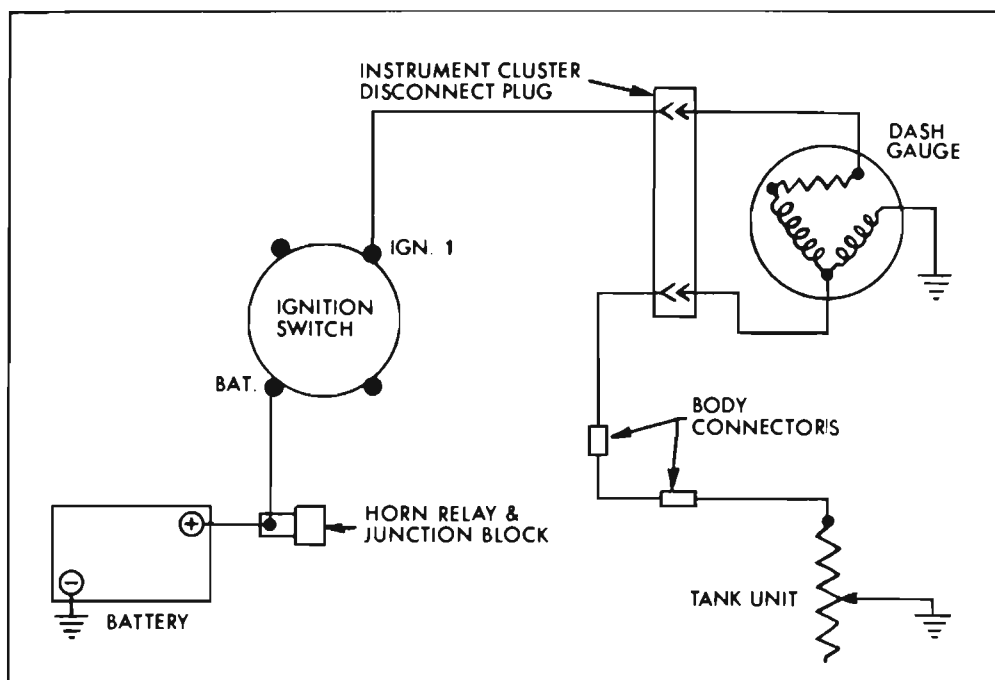 INSTRUMENT CLUSTER
DISCONNECT PLUG
DASH
GAUGE
IGN. 1
IGNITION
SWITCH
BAT.
BODY
CONNECTORS
HORN RELAY &
JUNCTION BLOCK
+
−
BATTERY
TANK UNIT